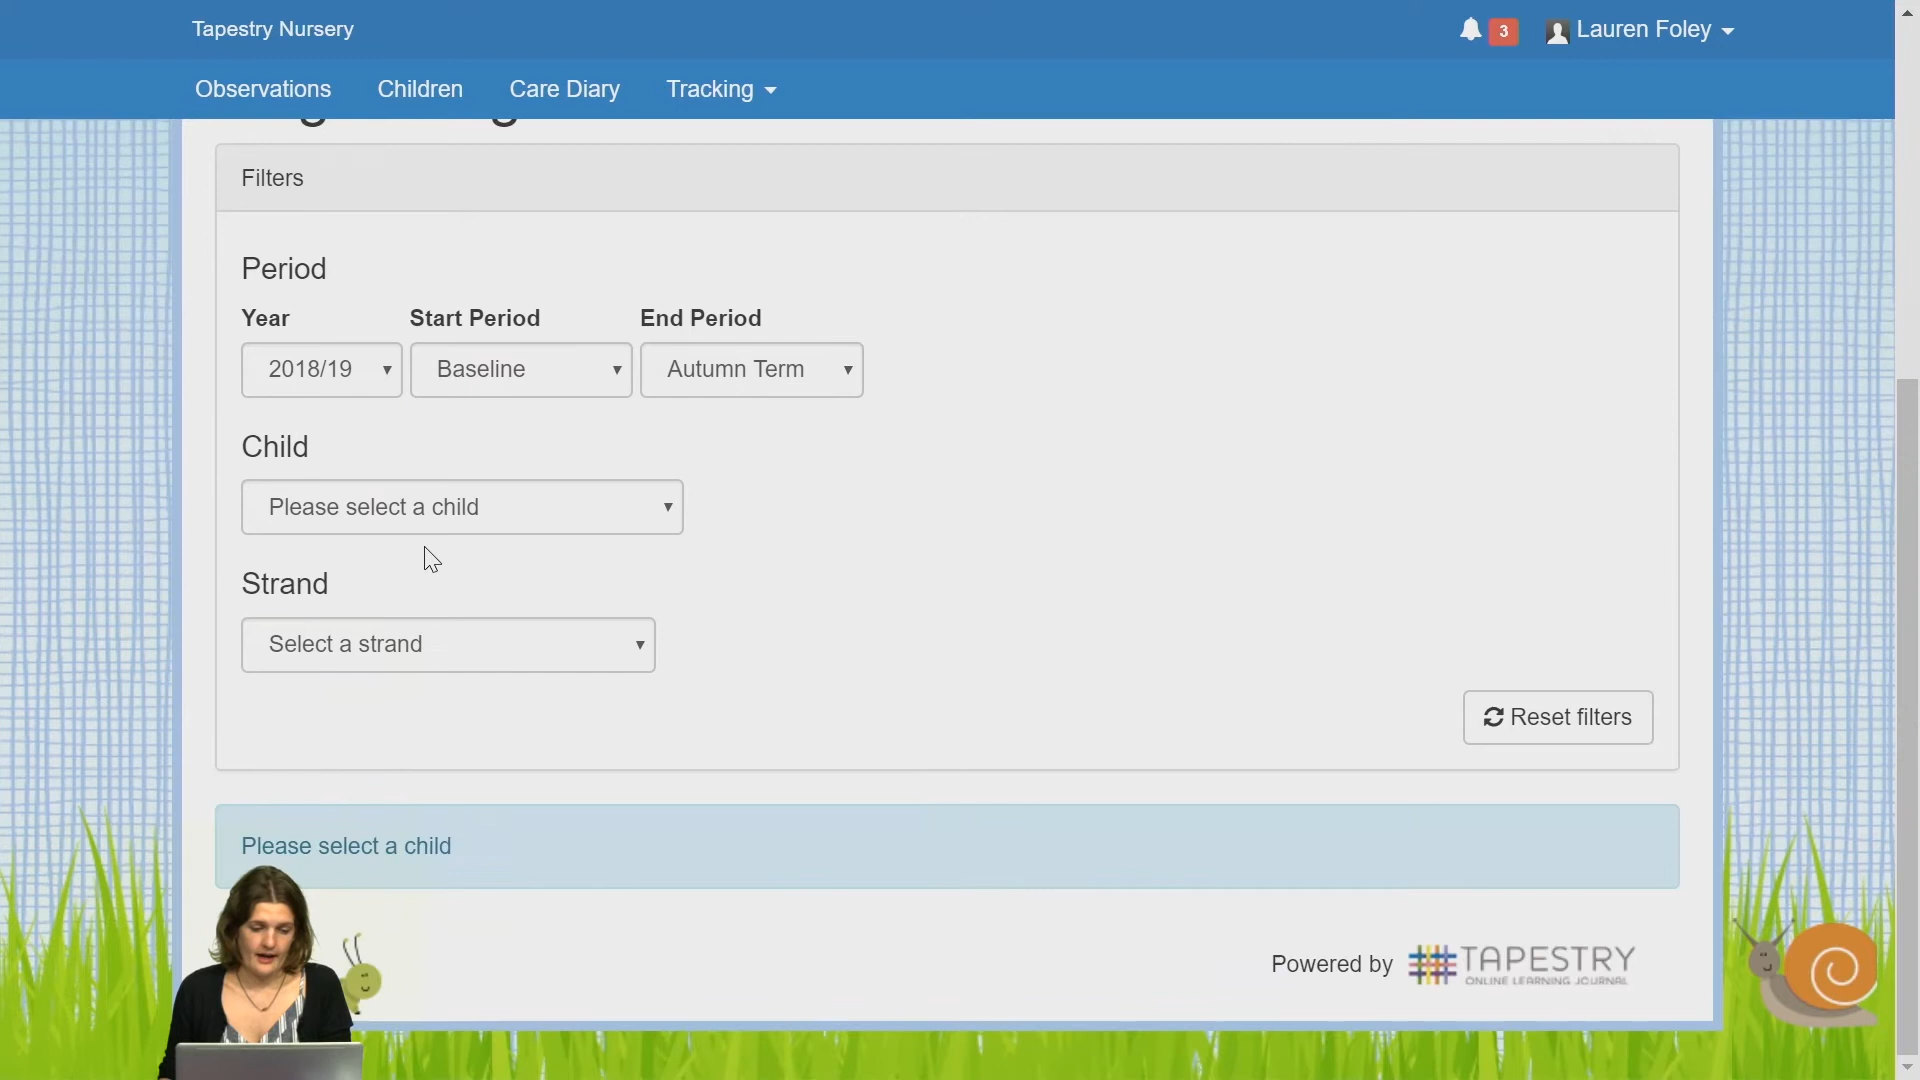 Tapestry Nursery
3
Lauren Foley
Observations
Children
Care Diary
Tracking
Filters
Period
Year
Start Period
End Period
2018/19
Baseline
Autumn Term
Child
Please select a child
Strand
Select a strand
Reset filters
Please select a child
Powered by
TAPESTRY
ONLINE LEARNING JOURNAL